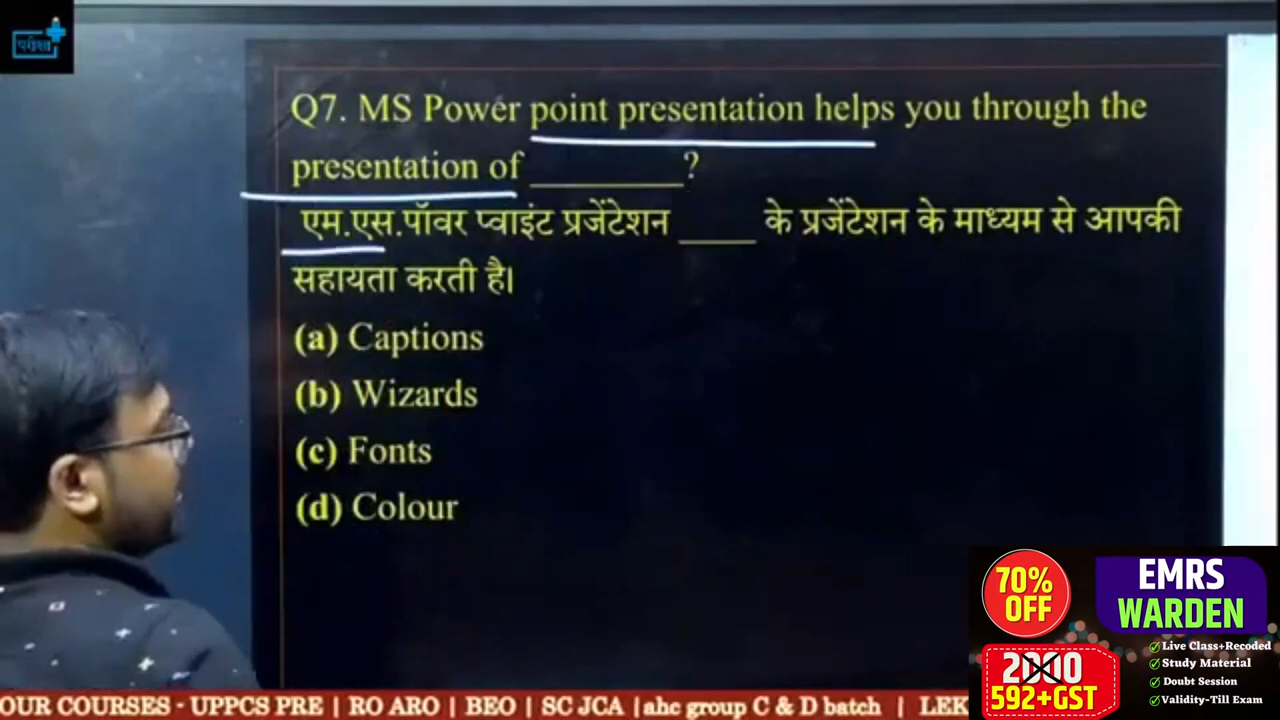 परीक्षा
Q7. MS Power point presentation helps you through the
presentation of ________?
एम.एस.पॉवर प्वाइंट प्रजेंटेशन ____ के प्रजेंटेशन के माध्यम से आपकी
सहायता करती है।
(a) Captions
(b) Wizards
(c) Fonts
(d) Colour
70%
OFF
EMRS
WARDEN
2000
592+GST
Live Class+Recoded
Study Material
Doubt Session
Validity-Till Exam
OUR COURSES - UPPCS PRE | RO ARO | BEO | SC JCA |ahc group C & D batch | LEK